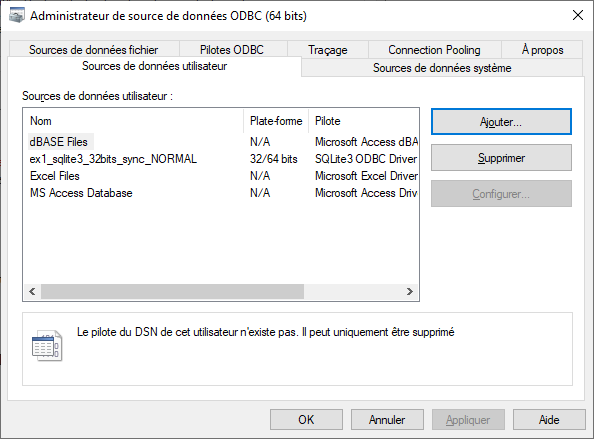 Administrateur de source de données ODBC (64 bits)
Sources de données fichier Pilotes ODBC Traçage Connection Pooling À propos
Sources de données utilisateur Sources de données système
Sources de données utilisateur :
Nom Plate-forme Pilote
dBASE Files N/A Microsoft Access dBA
ex1_sqlite3_32bits_sync_NORMAL 32/64 bits SQLite3 ODBC Driver
Excel Files N/A Microsoft Excel Driver
MS Access Database N/A Microsoft Access Driv
Ajouter...
Supprimer
Configurer...
Le pilote du DSN de cet utilisateur n'existe pas. Il peut uniquement être supprimé
OK Annuler Appliquer Aide